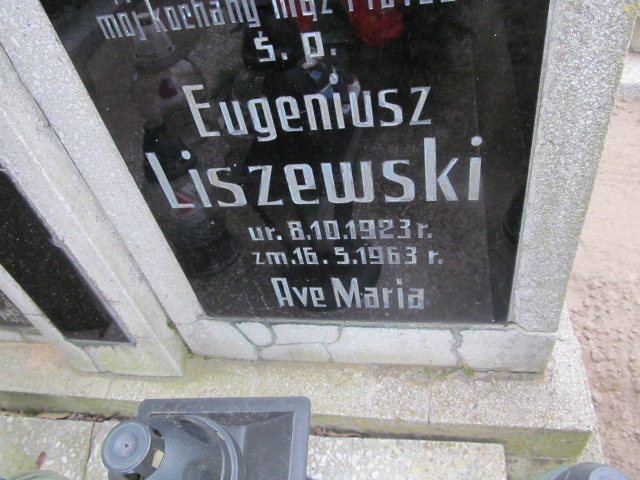 mój kochany mąż i
ś. p.
Eugeniusz
Liszewski
ur. 8.10.1923 r.
zm. 16. 5.1963 r.
Ave Maria